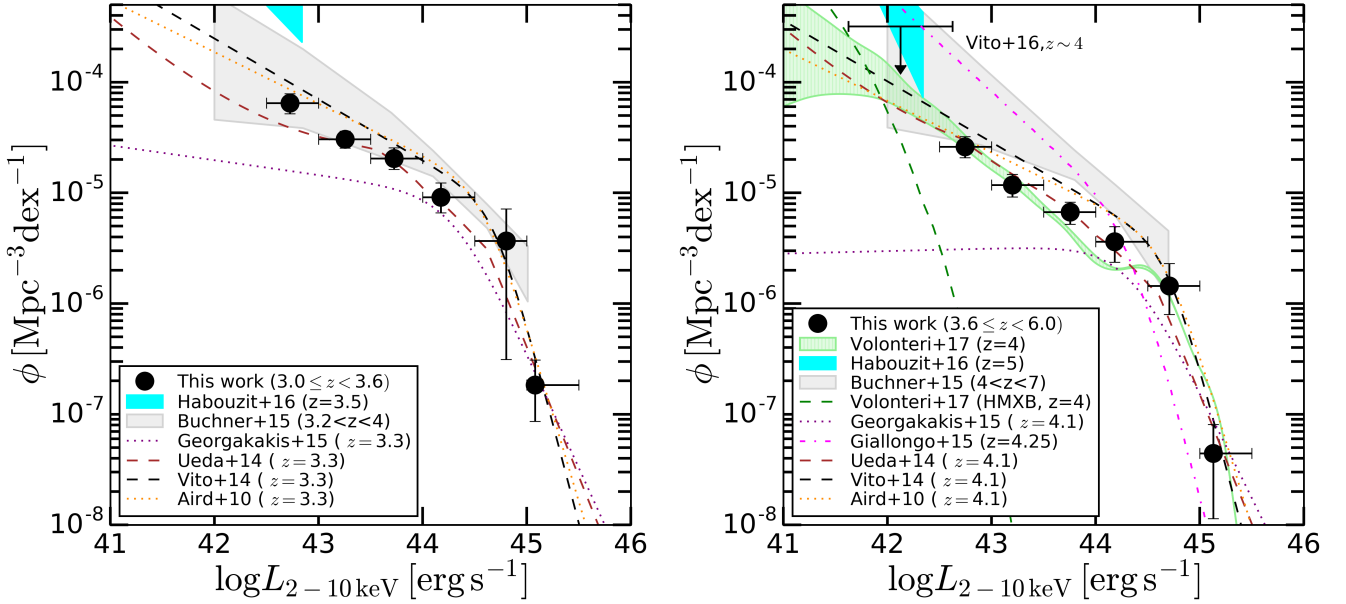 10⁻⁴
10⁻⁵
10⁻⁶
10⁻⁷
10⁻⁸
ϕ [Mpc⁻³dex⁻¹]
This work (3.0 ≤ z < 3.6)
Habouzit+16 (z=3.5)
Buchner+15 (3.2<z<4)
Georgakakis+15 ( z = 3.3)
Ueda+14 ( z = 3.3)
Vito+14 ( z = 3.3)
Aird+10 ( z = 3.3)
41 42 43 44 45 46
logL₂₋₁₀ keV [erg s⁻¹]
Vito+16, z ~ 4
10⁻⁴
10⁻⁵
10⁻⁶
10⁻⁷
10⁻⁸
ϕ [Mpc⁻³dex⁻¹]
This work (3.6 ≤ z < 6.0)
Volonteri+17 (z=4)
Habouzit+16 (z=5)
Buchner+15 (4<z<7)
Volonteri+17 (HMXB, z=4)
Georgakakis+15 ( z = 4.1)
Giallongo+15 (z=4.25)
Ueda+14 ( z = 4.1)
Vito+14 ( z = 4.1)
Aird+10 ( z = 4.1)
41 42 43 44 45 46
logL₂₋₁₀ keV [erg s⁻¹]